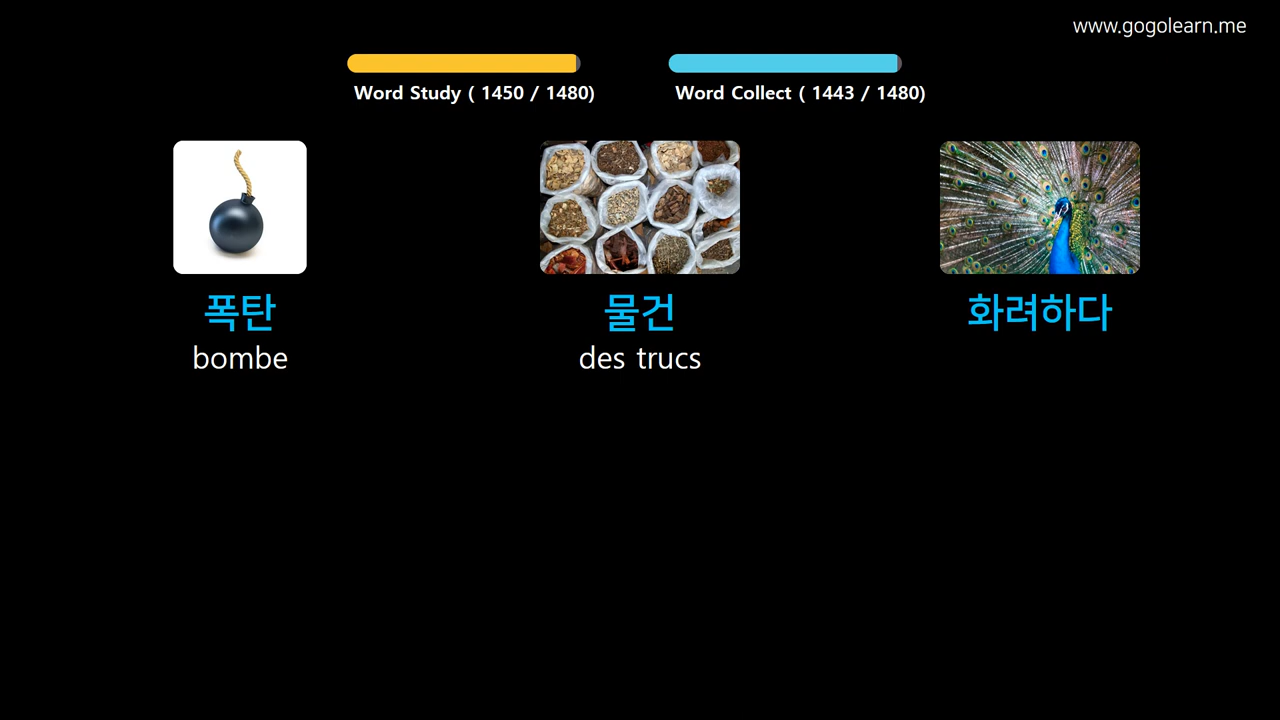 www.gogolearn.me
Word Study ( 1450 / 1480)
Word Collect ( 1443 / 1480)
폭탄
물건
화려하다
bombe
des trucs